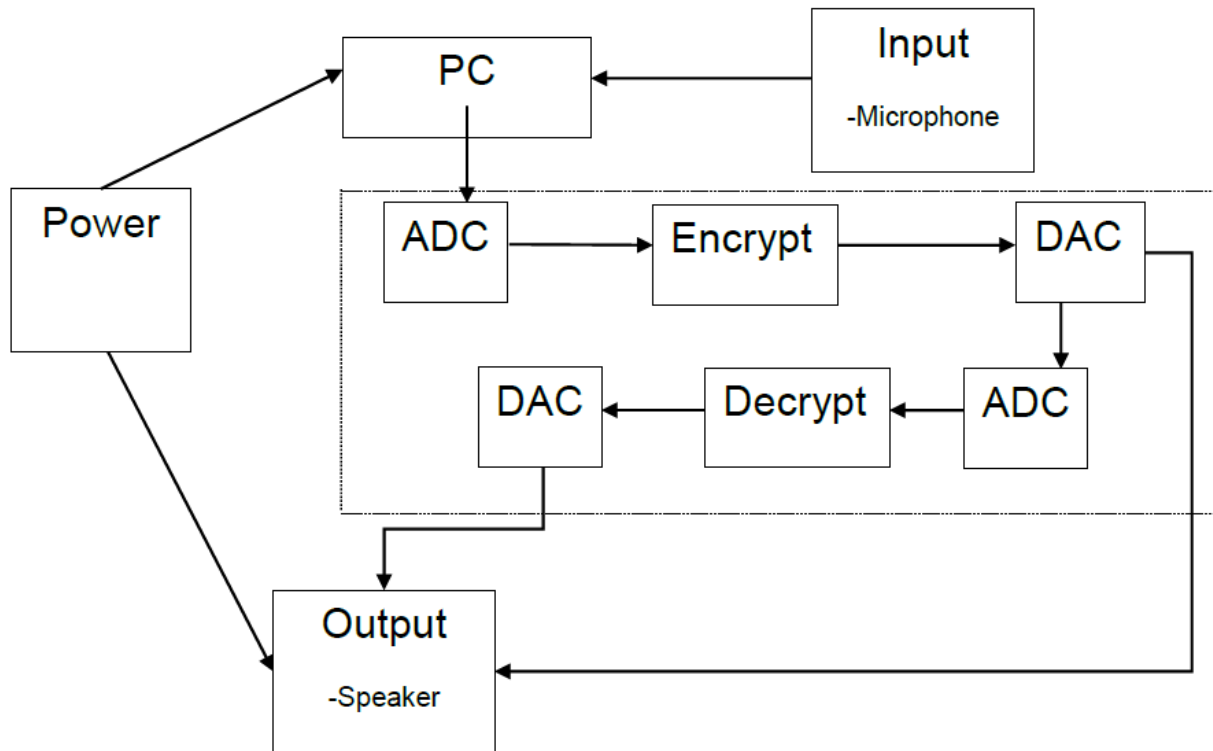 PC
Input
-Microphone
Power
ADC
Encrypt
DAC
DAC
Decrypt
ADC
Output
-Speaker